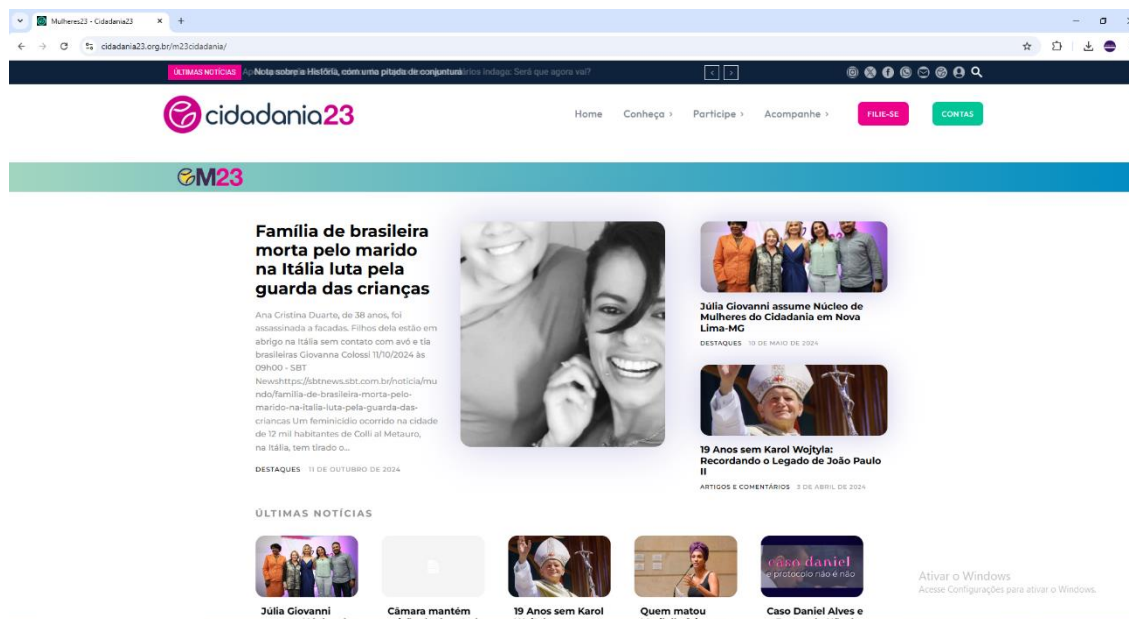 Mulheres23 - Cidadania23
cidadania23.org.br/m23cidadania/
ÚLTIMAS NOTÍCIAS Nota sobre a História, com uma pitada de conjuntura indaga: Será que agora vai?
cidadania23
Home Conheça Participe Acompanhe FILIE-SE CONTAS
M23
Família de brasileira
morta pelo marido
na Itália luta pela
guarda das crianças
Ana Cristina Duarte, de 38 anos, foi
assassinada a facadas. Filhos dela estão em
abrigo na Itália sem contato com avó e tia
brasileiras Giovanna Colossi 11/10/2024 às
09h00 - SBT
Newshttps://sbtnews.sbt.com.br/noticia/mu
ndo/familia-de-brasileira-morta-pelo-
marido-na-italia-luta-pela-guarda-das-
criancas Um feminicídio ocorrido na cidade
de 12 mil habitantes de Colli al Metauro,
na Itália, tem tirado o...
DESTAQUES 11 DE OUTUBRO DE 2024
Júlia Giovanni assume Núcleo de
Mulheres do Cidadania em Nova
Lima-MG
DESTAQUES 10 DE MAIO DE 2024
19 Anos sem Karol Wojtyla:
Recordando o Legado de João Paulo
II
ARTIGOS E COMENTÁRIOS 3 DE ABRIL DE 2024
ÚLTIMAS NOTÍCIAS
caso daniel
e protocolo não é não
Júlia Giovanni
Câmara mantém
19 Anos sem Karol
Quem matou
Caso Daniel Alves e
Ativar o Windows
Acesse Configurações para ativar o Windows.